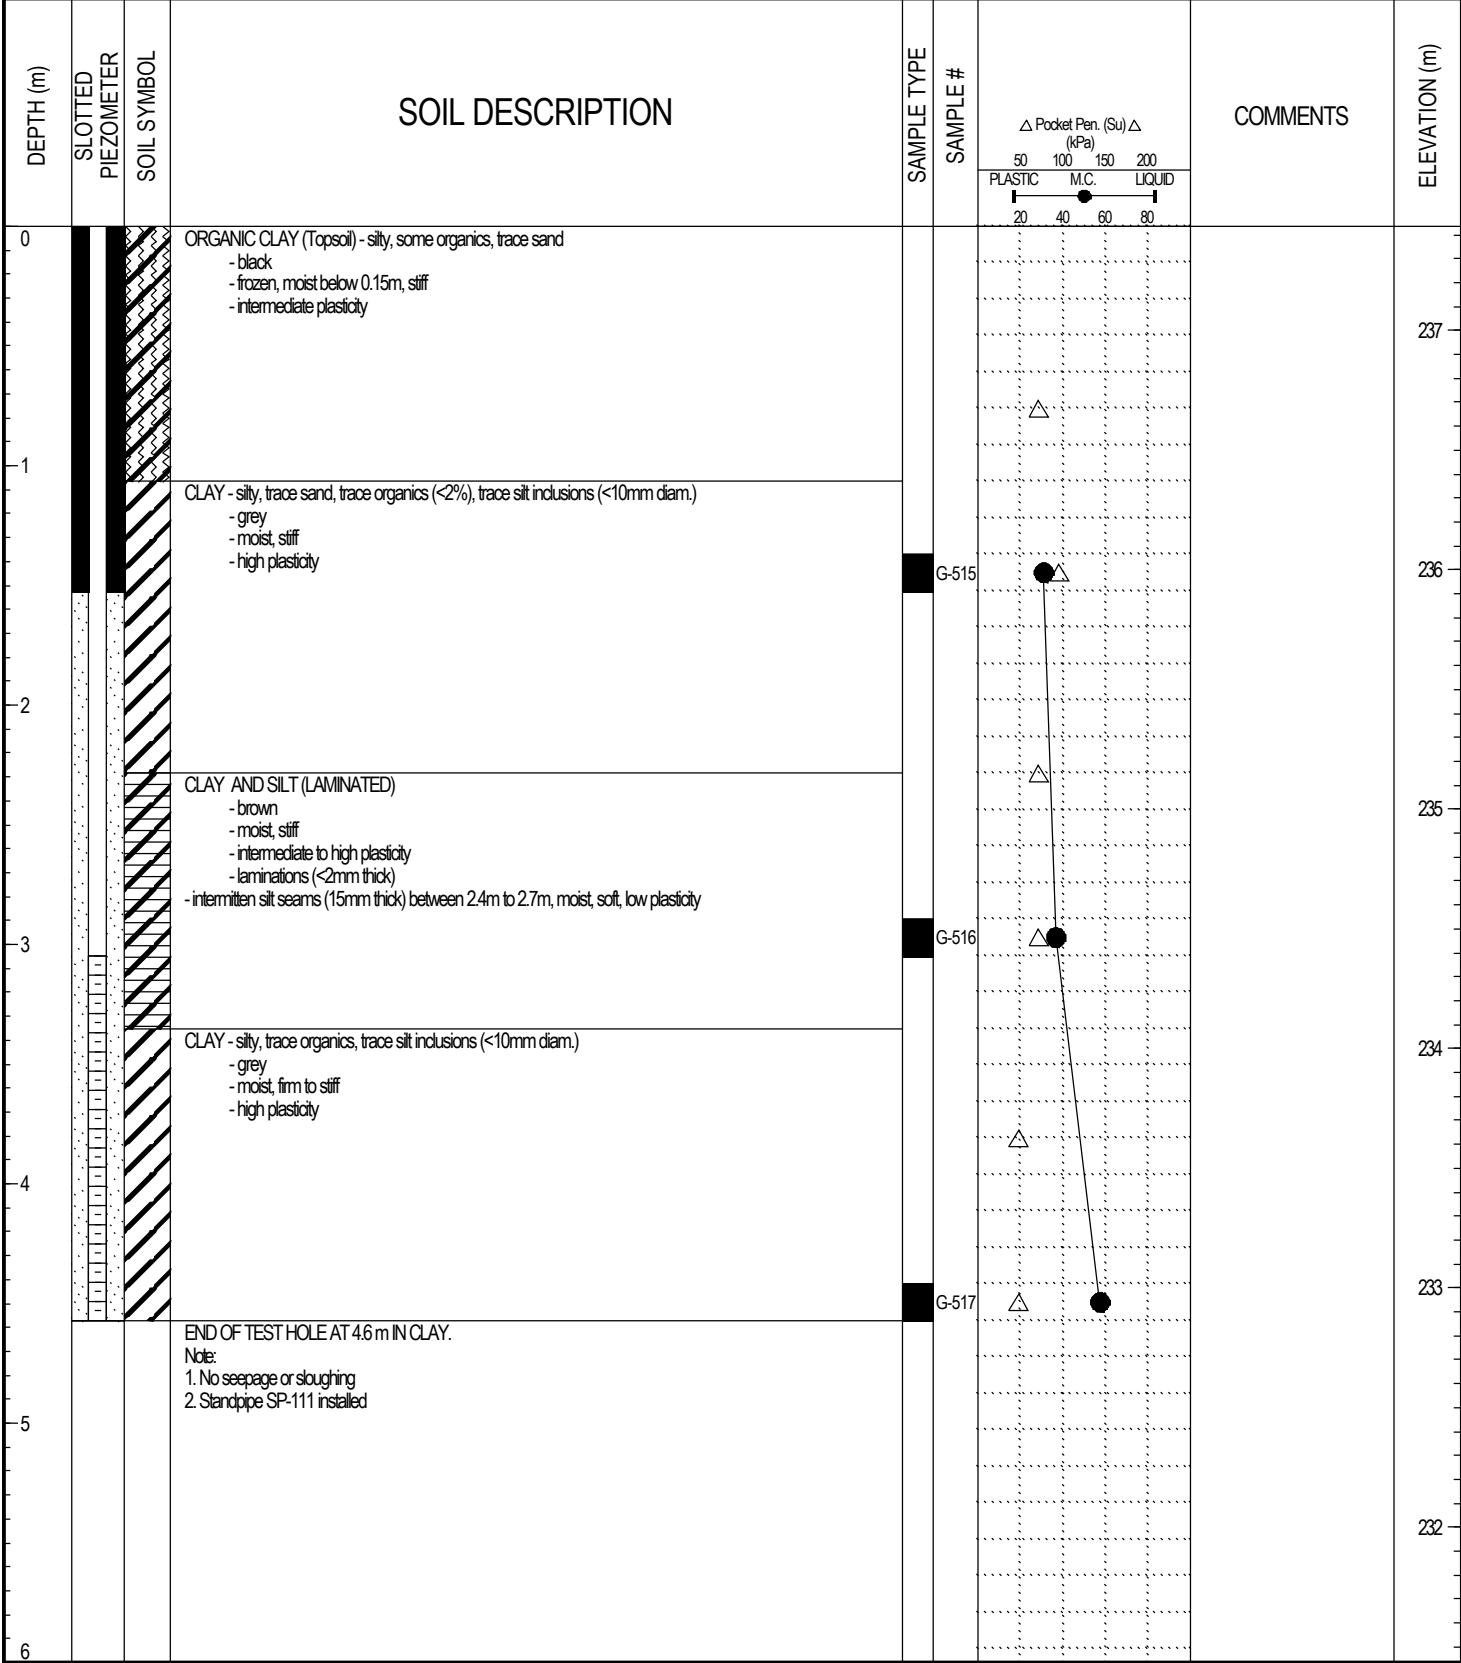 DEPTH (m)
SLOTTED
PIEZOMETER
SOIL SYMBOL
SOIL DESCRIPTION
SAMPLE TYPE
SAMPLE #
△ Pocket Pen. (Su) △
(kPa)
50 100 150 200
PLASTIC M.C. LIQUID
20 40 60 80
COMMENTS
ELEVATION (m)
0
ORGANIC CLAY (Topsoil) - silty, some organics, trace sand
- black
- frozen, moist below 0.15m, stiff
- intermediate plasticity
237
1
CLAY - silty, trace sand, trace organics (<2%), trace silt inclusions (<10mm diam.)
- grey
- moist, stiff
- high plasticity
G-515
236
2
CLAY AND SILT (LAMINATED)
- brown
- moist, stiff
- intermediate to high plasticity
- laminations (<2mm thick)
- intermitten silt seams (15mm thick) between 2.4m to 2.7m, moist, soft, low plasticity
235
G-516
3
CLAY - silty, trace organics, trace silt inclusions (<10mm diam.)
- grey
- moist, firm to stiff
- high plasticity
234
4
G-517
233
END OF TEST HOLE AT 4.6 m IN CLAY.
Note:
1. No seepage or sloughing
2. Standpipe SP-111 installed
5
232
6